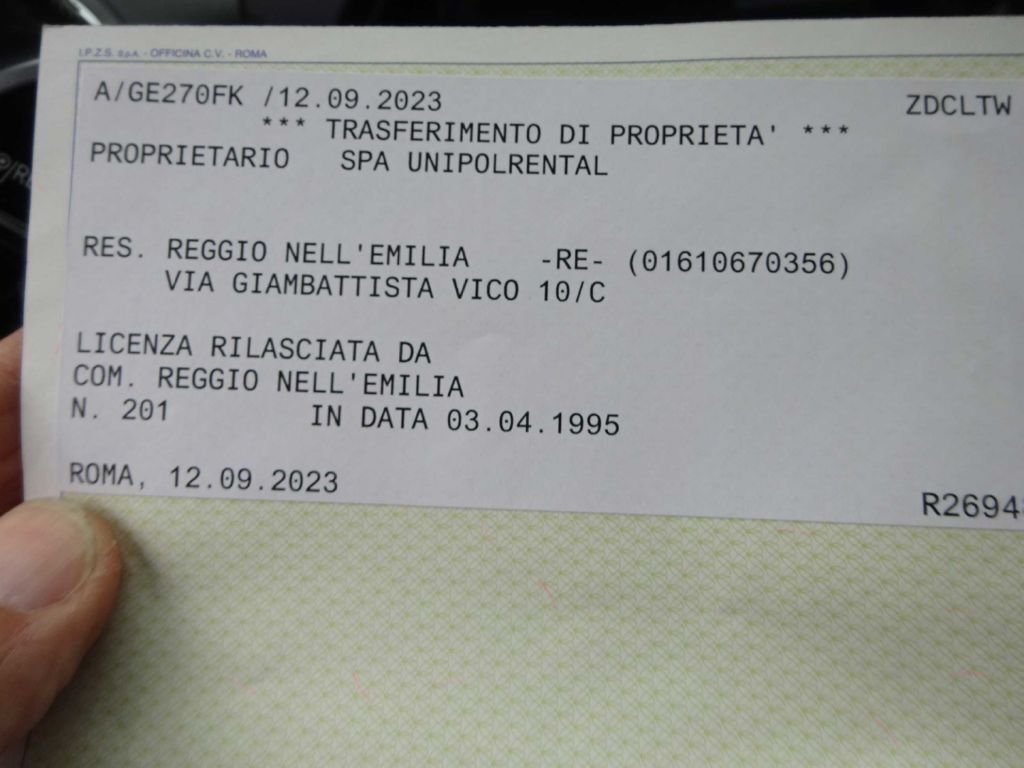 I.P.Z.S. S.p.A. - OFFICINA C.V. - ROMA
A/GE270FK /12.09.2023 ZDCLTW
*** TRASFERIMENTO DI PROPRIETA' ***
PROPRIETARIO SPA UNIPOLRENTAL
RES. REGGIO NELL'EMILIA -RE- (01610670356)
VIA GIAMBATTISTA VICO 10/C
LICENZA RILASCIATA DA
COM. REGGIO NELL'EMILIA
N. 201 IN DATA 03.04.1995
ROMA, 12.09.2023